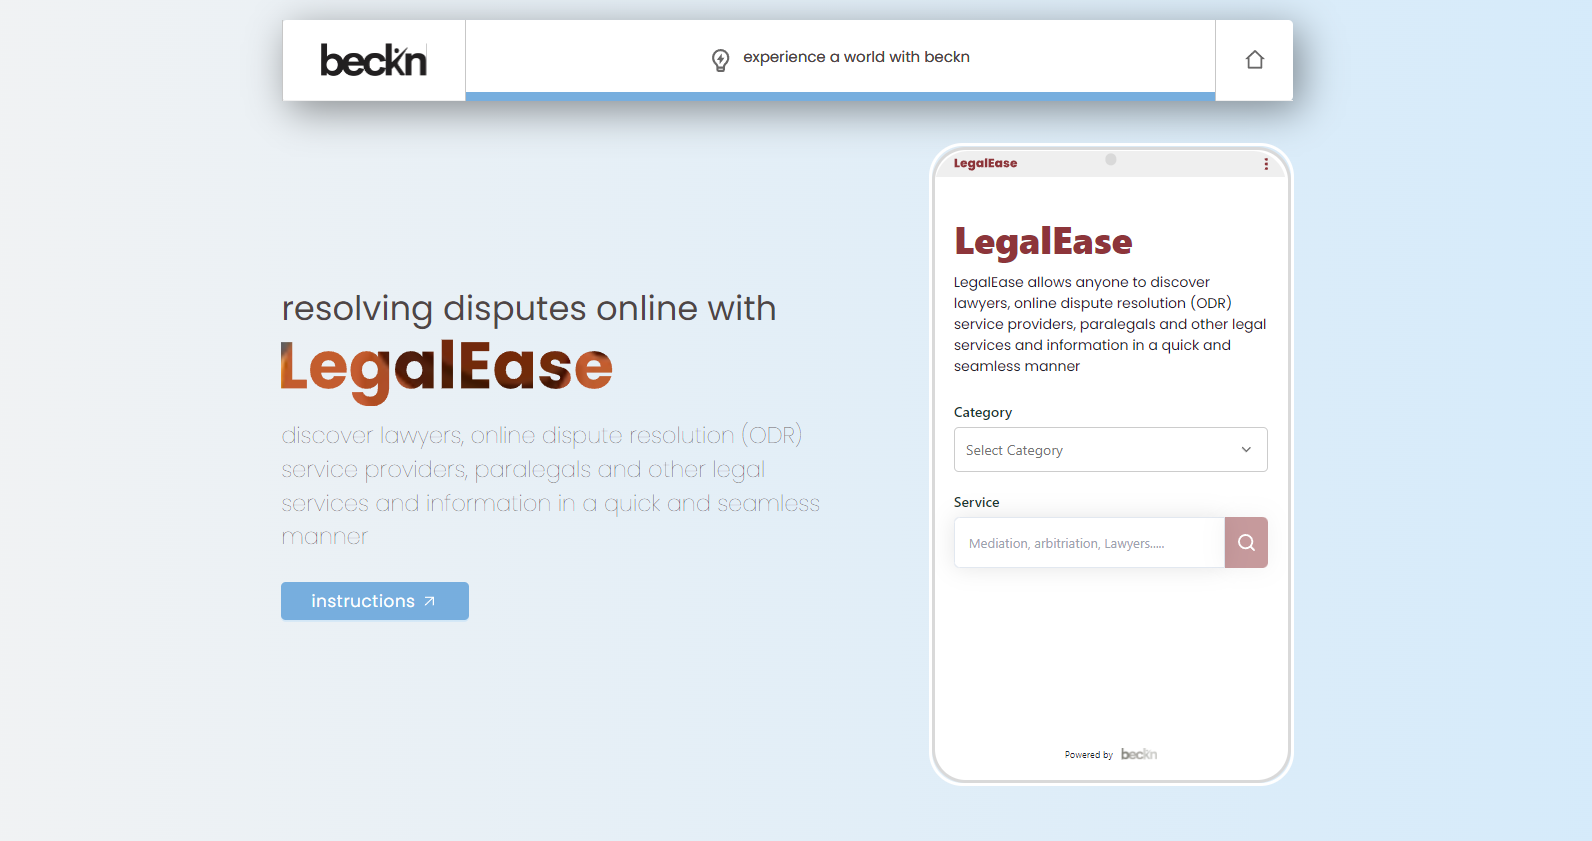 beckn
experience a world with beckn
resolving disputes online with
LegalEase
discover lawyers, online dispute resolution (ODR)
service providers, paralegals and other legal
services and information in a quick and seamless
manner
instructions
LegalEase
LegalEase
LegalEase allows anyone to discover
lawyers, online dispute resolution (ODR)
service providers, paralegals and other legal
services and information in a quick and
seamless manner
Category
Select Category
Service
Mediation, arbitriation, Lawyers.....
Powered by beckn